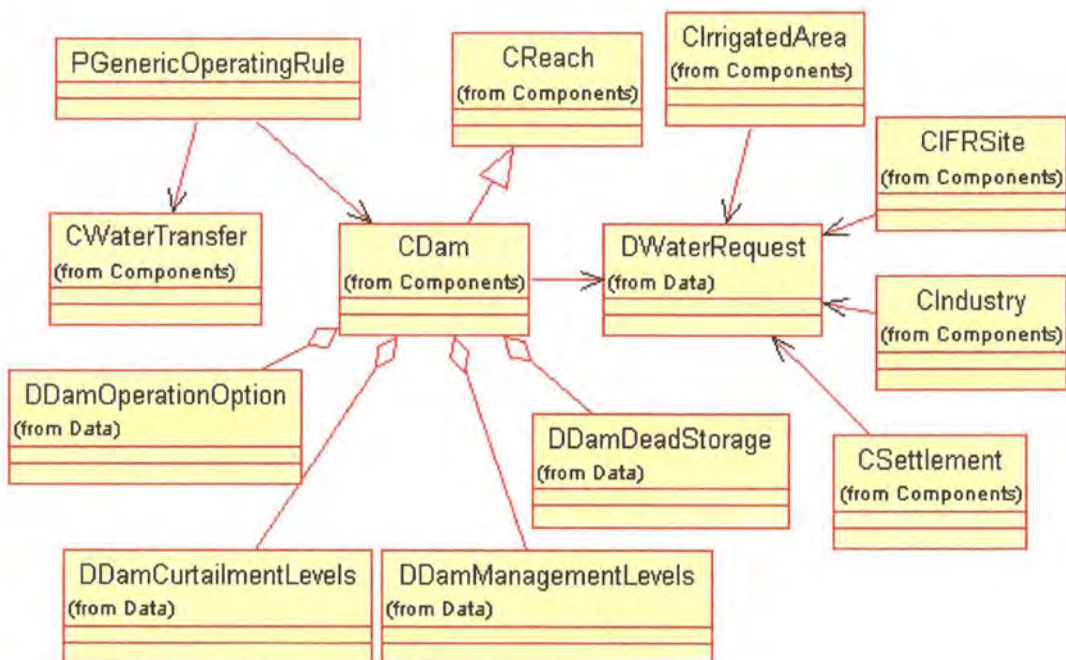 PGenericOperatingRule
CReach
(from Components)
CIrrigatedArea
(from Components)
CIFRSite
(from Components)
CWaterTransfer
(from Components)
CDam
(from Components)
DWaterRequest
(from Data)
CIndustry
(from Components)
DDamOperationOption
(from Data)
DDamDeadStorage
(from Data)
CSettlement
(from Components)
DDamCurtailmentLevels
(from Data)
DDamManagementLevels
(from Data)